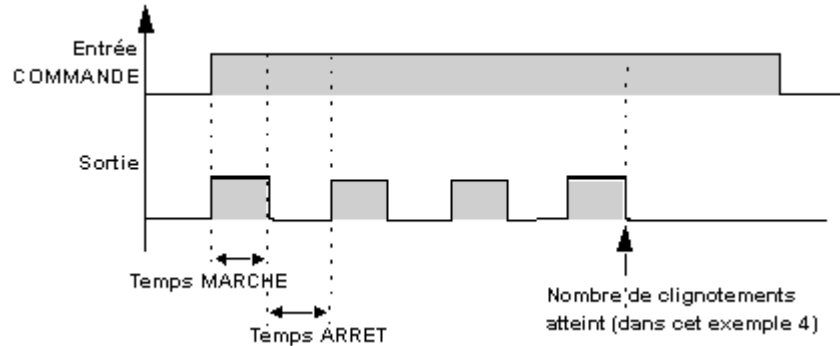 Entrée
COMMANDE
Sortie
Temps MARCHE
Temps ARRET
Nombre de clignotements
atteint (dans cet exemple 4)